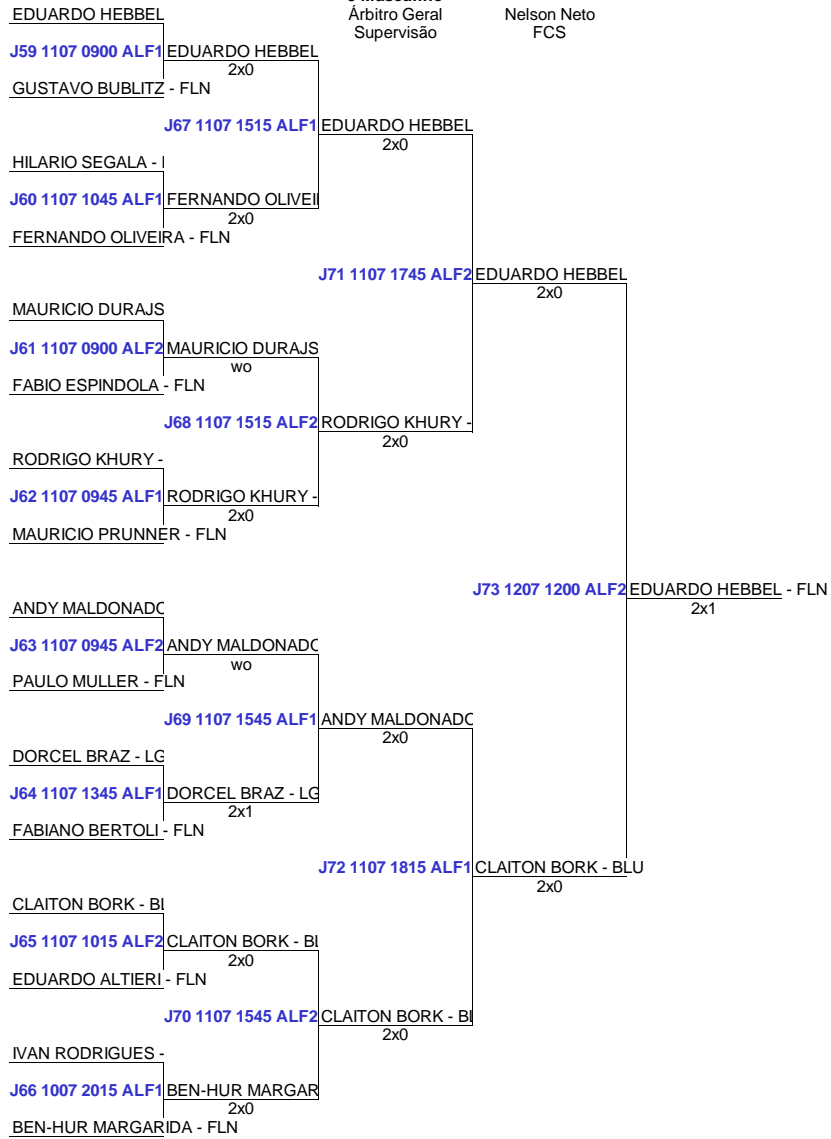 Árbitro Geral Nelson Neto
Supervisão FCS
EDUARDO HEBBEL
J59 1107 0900 ALF1 EDUARDO HEBBEL
2x0
GUSTAVO BUBLITZ - FLN
J67 1107 1515 ALF1 EDUARDO HEBBEL
2x0
HILARIO SEGALA -
J60 1107 1045 ALF1 FERNANDO OLIVEI
2x0
FERNANDO OLIVEIRA - FLN
J71 1107 1745 ALF2 EDUARDO HEBBEL
2x0
MAURICIO DURAJS
J61 1107 0900 ALF2 MAURICIO DURAJS
wo
FABIO ESPINDOLA - FLN
J68 1107 1515 ALF2 RODRIGO KHURY -
2x0
RODRIGO KHURY -
J62 1107 0945 ALF1 RODRIGO KHURY -
2x0
MAURICIO PRUNNER - FLN
J73 1207 1200 ALF2 EDUARDO HEBBEL - FLN
2x1
ANDY MALDONADO
J63 1107 0945 ALF2 ANDY MALDONADO
wo
PAULO MULLER - FLN
J69 1107 1545 ALF1 ANDY MALDONADO
2x0
DORCEL BRAZ - LG
J64 1107 1345 ALF1 DORCEL BRAZ - LG
2x1
FABIANO BERTOLI - FLN
J72 1107 1815 ALF1 CLAITON BORK - BLU
2x0
CLAITON BORK - BL
J65 1107 1015 ALF2 CLAITON BORK - BL
2x0
EDUARDO ALTIERI - FLN
J70 1107 1545 ALF2 CLAITON BORK - BL
2x0
IVAN RODRIGUES -
J66 1007 2015 ALF1 BEN-HUR MARGAR
2x0
BEN-HUR MARGARIDA - FLN